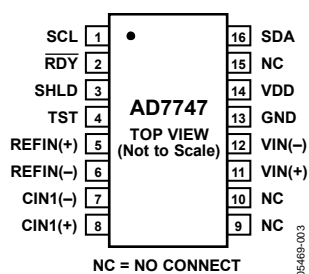 SCL 1 16 SDA
RDY 2 15 NC
SHLD 3 14 VDD
TST 4 13 GND
AD7747
TOP VIEW
(Not to Scale)
REFIN(+) 5 12 VIN(–)
REFIN(–) 6 11 VIN(+)
CIN1(–) 7 10 NC
CIN1(+) 8 9 NC
NC = NO CONNECT
05469-003